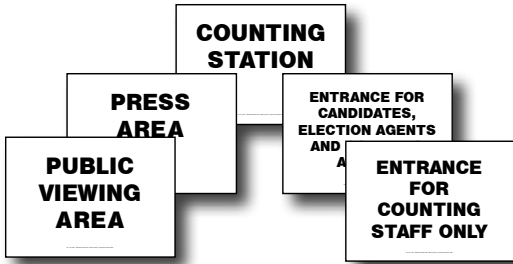 COUNTING
STATION
PRESS
AREA
ENTRANCE FOR
CANDIDATES,
ELECTION AGENTS
AND
PUBLIC
VIEWING
AREA
ENTRANCE
FOR
COUNTING
STAFF ONLY